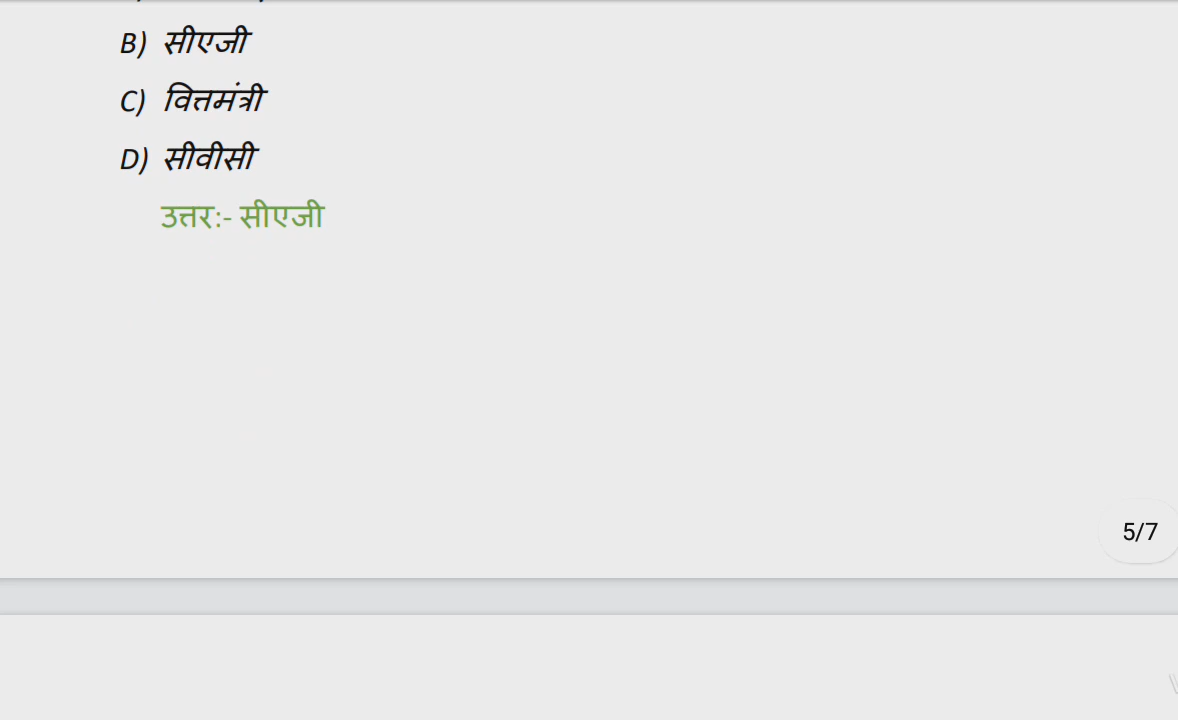 B) सीएजी
C) वित्तमंत्री
D) सीवीसी
उत्तर:- सीएजी
5/7